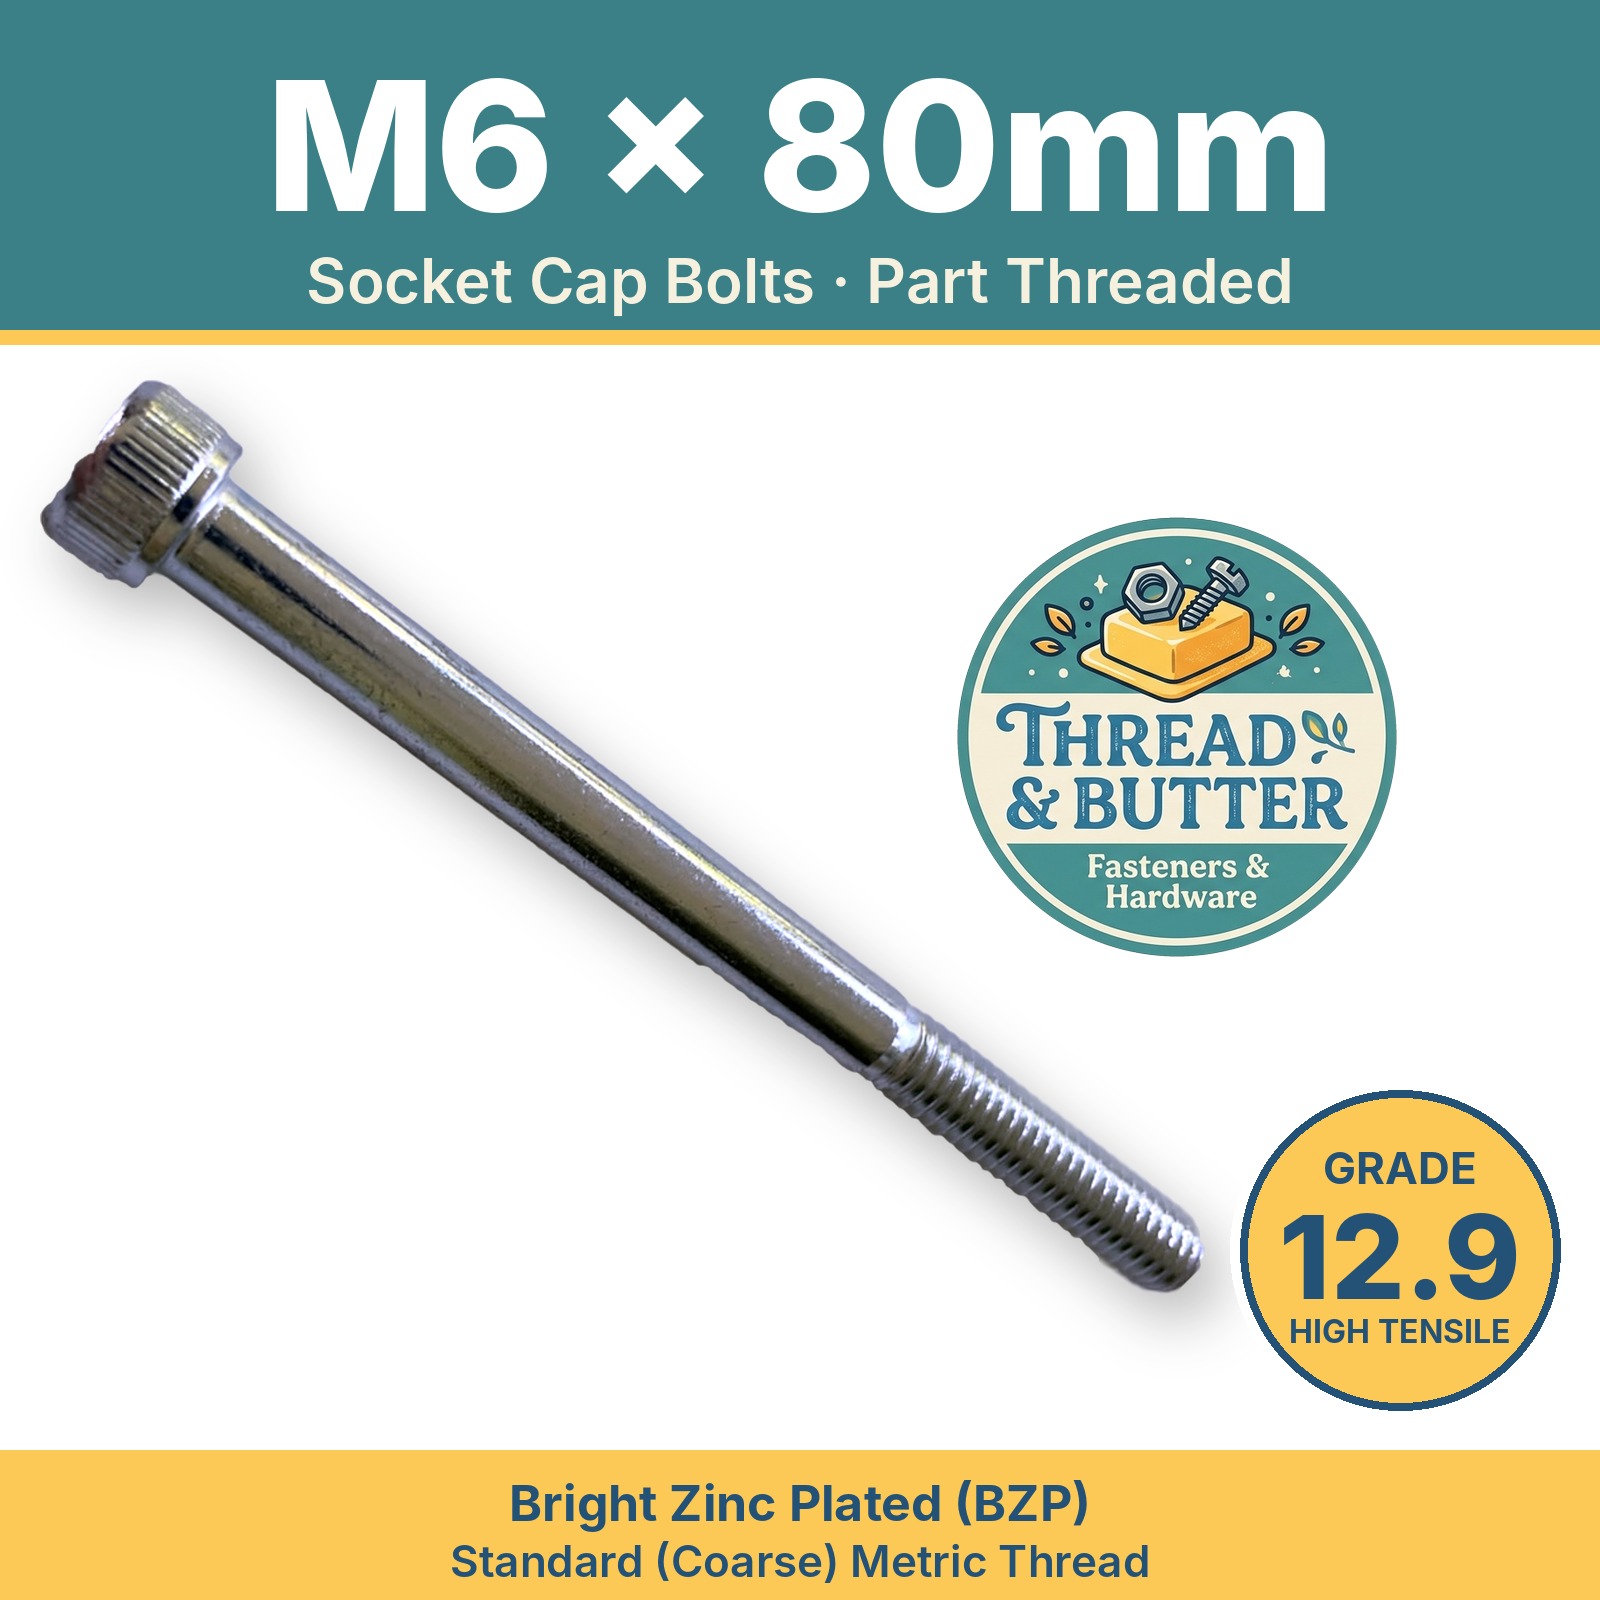 M6 × 80mm
Socket Cap Bolts · Part Threaded
THREAD
& BUTTER
Fasteners &
Hardware
GRADE
12.9
HIGH TENSILE
Bright Zinc Plated (BZP)
Standard (Coarse) Metric Thread